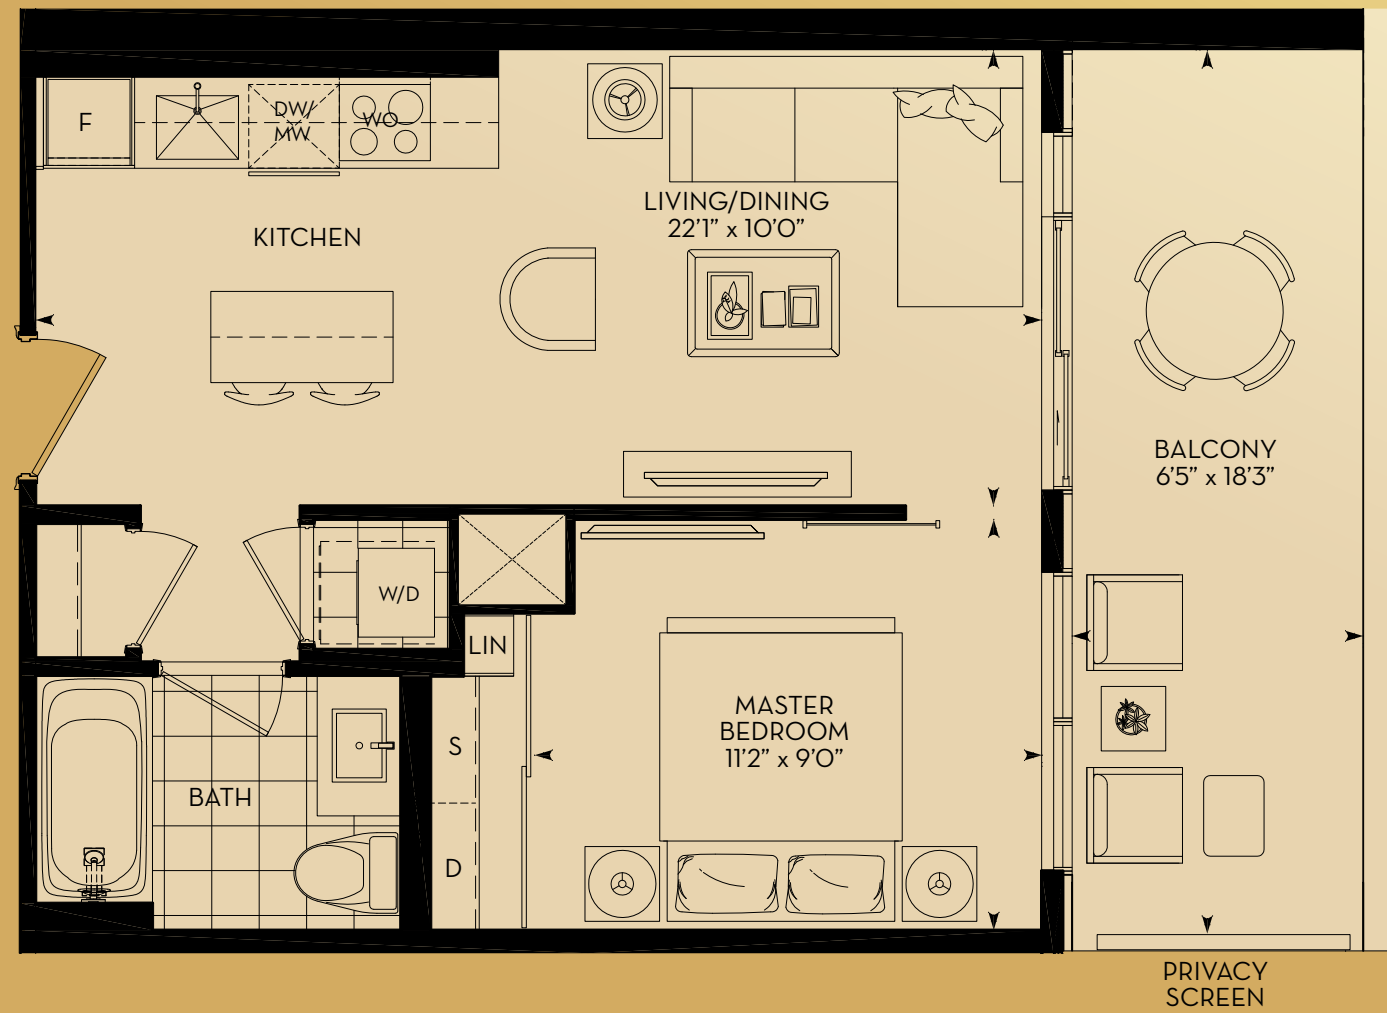 F
DW/
MW
WO
LIVING/DINING
22'1" x 10'0"
KITCHEN
BALCONY
6'5" x 18'3"
W/D
LIN
MASTER
BEDROOM
11'2" x 9'0"
S
BATH
D
PRIVACY
SCREEN